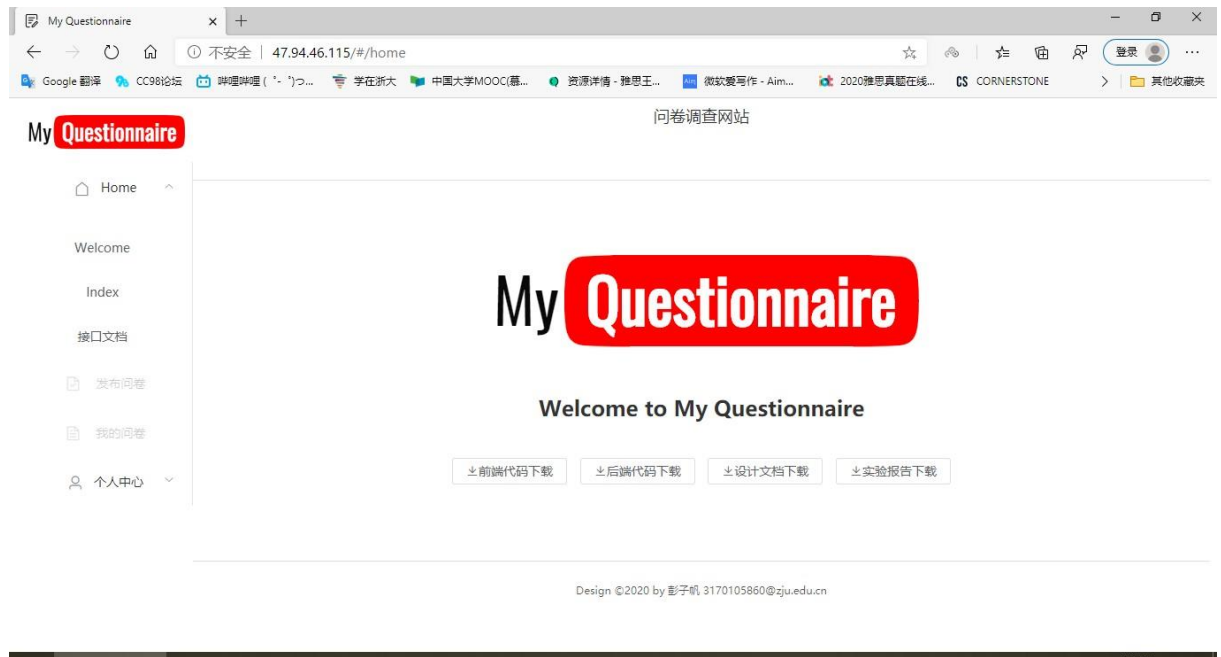 My Questionnaire
不安全 | 47.94.46.115/#/home
登录
Google 翻译 CC98论坛 哔哩哔哩 ( ゜- ゜)つ... 学在浙大 中国大学MOOC(慕... 资源详情 - 雅思王... 微软爱写作 - Aim... 2020雅思真题在线... CS CORNERSTONE 其他收藏夹
My Questionnaire
问卷调查网站
Home
Welcome
Index
接口文档
发布问卷
我的问卷
个人中心
My Questionnaire
Welcome to My Questionnaire
前端代码下载 后端代码下载 设计文档下载 实验报告下载
Design ©2020 by 彭子帆 3170105860@zju.edu.cn